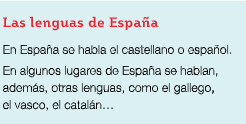 Las lenguas de España
En España se habla el castellano o español.
En algunos lugares de España se hablan,
además, otras lenguas, como el gallego,
el vasco, el catalán...